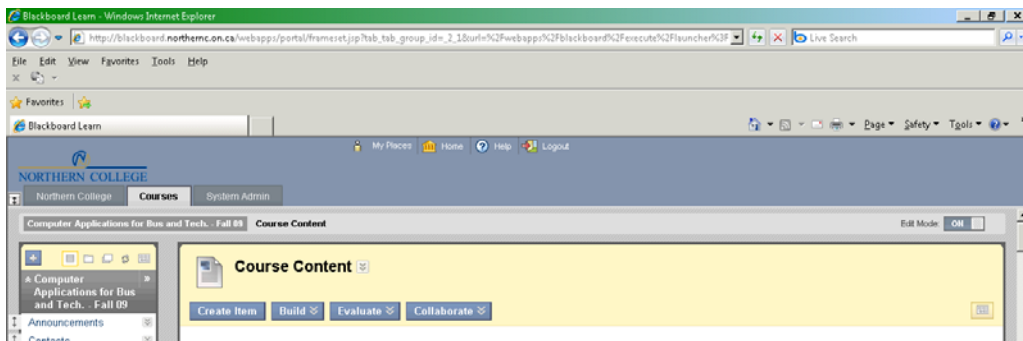 Blackboard Learn - Windows Internet Explorer
http://blackboard.northernc.on.ca/webapps/portal/frameset.jsp?tab_tab_group_id=_2_1&url=%2Fwebapps%2Fblackboard%2Fexecute%2Flauncher%3F
Live Search
File Edit View Favorites Tools Help
Favorites
Blackboard Learn
Page Safety Tools
My Places Home Help Logout
NORTHERN COLLEGE
Northern College Courses System Admin
Computer Applications for Bus and Tech. - Fall 09 Course Content
Edit Mode: ON
Course Content
Computer
Applications for Bus
and Tech. - Fall 09
Create Item Build Evaluate Collaborate
Announcements
Contacts